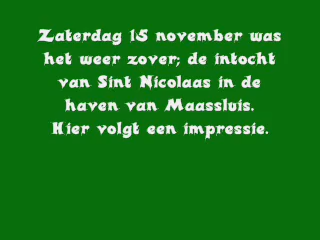 Zaterdag 15 november was
het weer zover; de intocht
van Sint Nicolaas in de
haven van Maassluis.
Hier volgt een impressie.